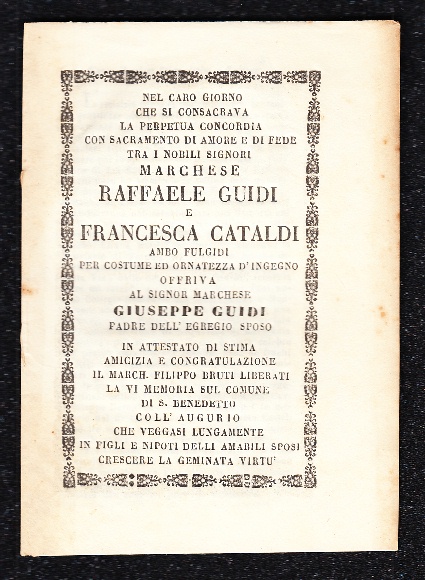 NEL CARO GIORNO
CHE SI CONSACRAVA
LA PERPETUA CONCORDIA
CON SACRAMENTO DI AMORE E DI FEDE
TRA I NOBILI SIGNORI
MARCHESE
RAFFAELE GUIDI
E
FRANCESCA CATALDI
AMBO FULGIDI
PER COSTUME ED ORNATEZZA D'INGEGNO
OFFRIVA
AL SIGNOR MARCHESE
GIUSEPPE GUIDI
PADRE DELL' EGREGIO SPOSO
IN ATTESTATO DI STIMA
AMICIZIA E CONGRATULAZIONE
IL MARCH. FILIPPO BRUTI LIBERATI
LA VI MEMORIA SUL COMUNE
DI S. BENEDETTO
COLL' AUGURIO
CHE VEGGASI LUNGAMENTE
IN FIGLI E NIPOTI DELLI AMABILI SPOSI
CRESCERE LA GEMINATA VIRTU'